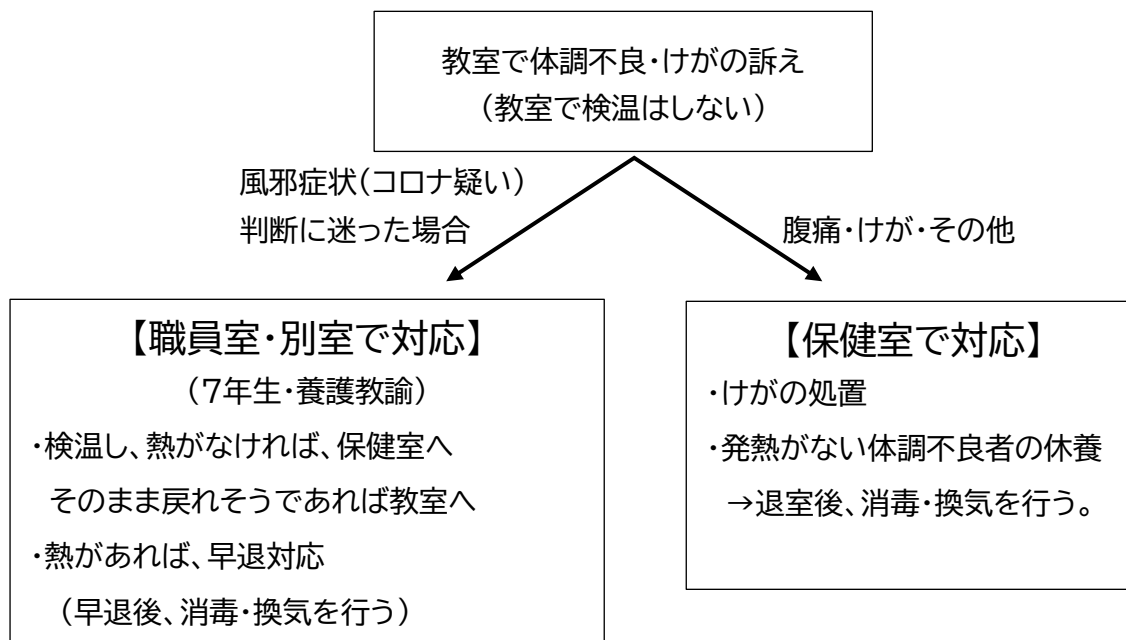 教室で体調不良・けがの訴え
（教室で検温はしない）
風邪症状（コロナ疑い）
判断に迷った場合
腹痛・けが・その他
【職員室・別室で対応】
（7年生・養護教諭）
・検温し、熱がなければ、保健室へ
そのまま戻れそうであれば教室へ
・熱があれば、早退対応
（早退後、消毒・換気を行う）
【保健室で対応】
・けがの処置
・発熱がない体調不良者の休養
→退室後、消毒・換気を行う。